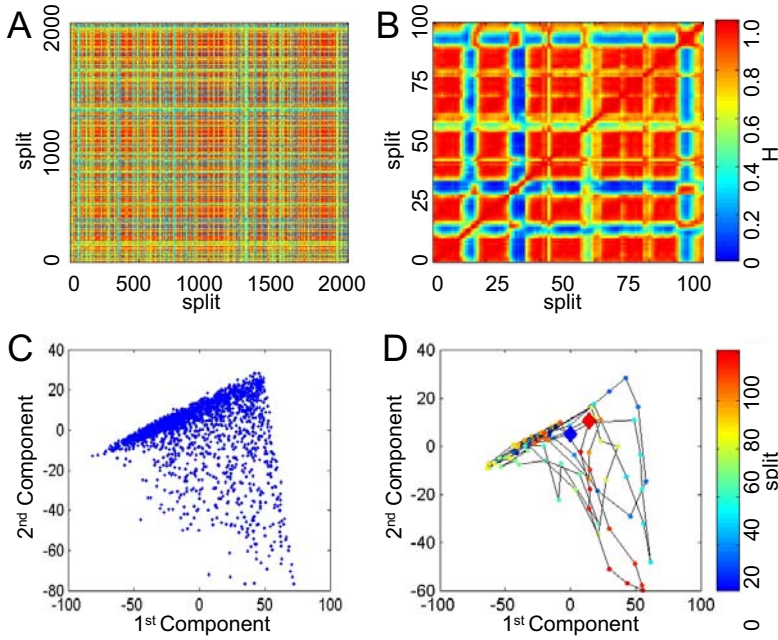 A
split
0 1000 2000
0 500 1000 1500 2000
split
B
split
0 25 50 75 100
0 25 50 75 100
split
0 0.2 0.4 0.6 0.8 1.0
H
C
2nd Component
40
20
0
-20
-40
-60
-80
-100 -50 0 50 100
1st Component
D
2nd Component
40
20
0
-20
-40
-60
-100 -50 0 50 100
1st Component
0 20 40 60 80 100
split